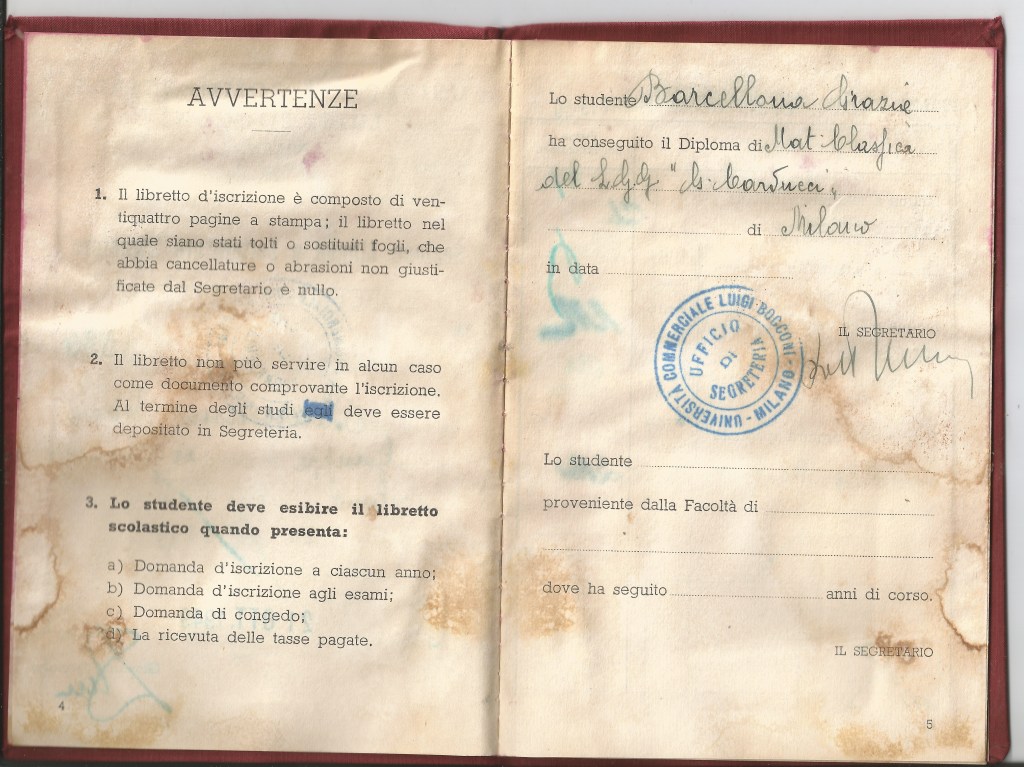 AVVERTENZE
1. Il libretto d'iscrizione è composto di ven-
tiquattro pagine a stampa; il libretto nel
quale siano stati tolti o sostituiti fogli, che
abbia cancellature o abrasioni non giusti-
ficate dal Segretario è nullo.
2. Il libretto non può servire in alcun caso
come documento comprovante l'iscrizione.
Al termine degli studi egli deve essere
depositato in Segreteria.
3. Lo studente deve esibire il libretto
scolastico quando presenta:
a) Domanda d'iscrizione a ciascun anno;
b) Domanda d'iscrizione agli esami;
c) Domanda di congedo;
d) La ricevuta delle tasse pagate.
4
Lo studente Barcellona Grazie
ha conseguito il Diploma di Mat. Classica
del L.G.G. "G. Carducci"
di Milano
in data
UNIVERSITÀ COMMERCIALE LUIGI BOCCONI - MILANO -
UFFICIO
DI
SEGRETERIA
IL SEGRETARIO
Lo studente
proveniente dalla Facoltà di
dove ha seguito anni di corso.
IL SEGRETARIO
5